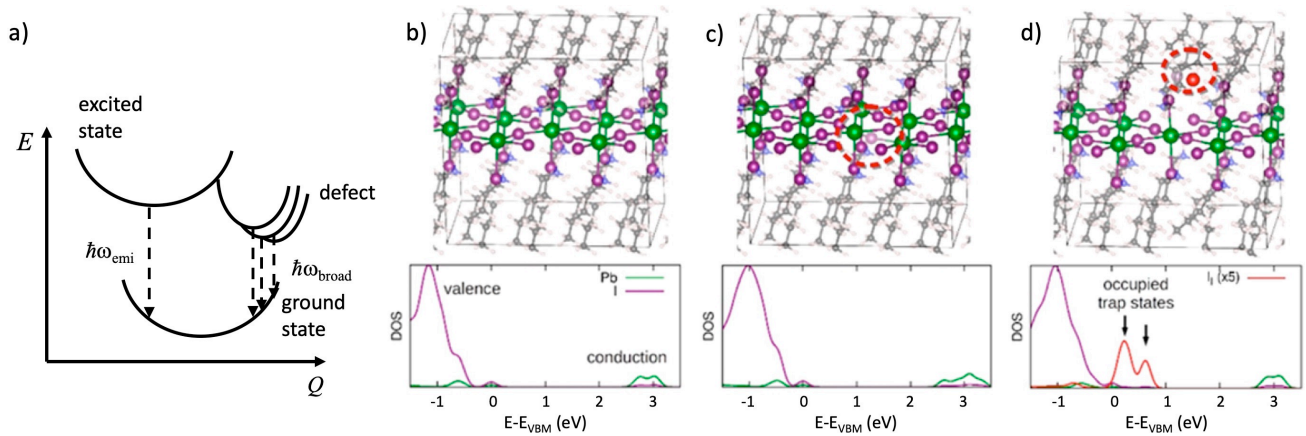 a)
excited
state
E
defect
ħω_emi
ħω_broad
ground
state
Q
b)
Pb
I
valence
conduction
DOS
-1 0 1 2 3
E-E_VBM (eV)
c)
DOS
-1 0 1 2 3
E-E_VBM (eV)
d)
I_I (x5)
occupied
trap states
DOS
-1 0 1 2 3
E-E_VBM (eV)